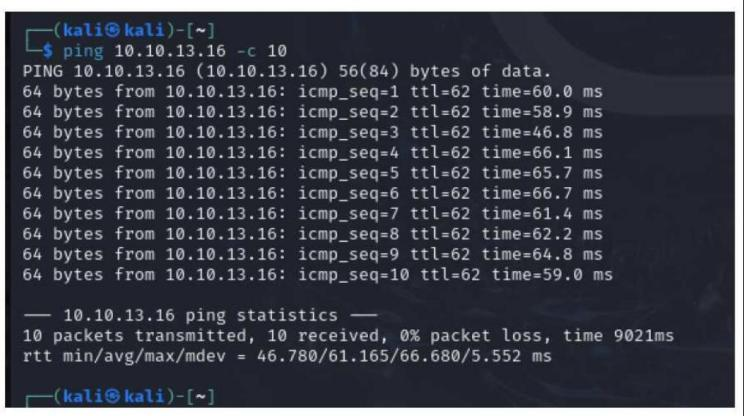 ┌──(kali㉿kali)-[~]
└─$ ping 10.10.13.16 -c 10
PING 10.10.13.16 (10.10.13.16) 56(84) bytes of data.
64 bytes from 10.10.13.16: icmp_seq=1 ttl=62 time=60.0 ms
64 bytes from 10.10.13.16: icmp_seq=2 ttl=62 time=58.9 ms
64 bytes from 10.10.13.16: icmp_seq=3 ttl=62 time=46.8 ms
64 bytes from 10.10.13.16: icmp_seq=4 ttl=62 time=66.1 ms
64 bytes from 10.10.13.16: icmp_seq=5 ttl=62 time=65.7 ms
64 bytes from 10.10.13.16: icmp_seq=6 ttl=62 time=66.7 ms
64 bytes from 10.10.13.16: icmp_seq=7 ttl=62 time=61.4 ms
64 bytes from 10.10.13.16: icmp_seq=8 ttl=62 time=62.2 ms
64 bytes from 10.10.13.16: icmp_seq=9 ttl=62 time=64.8 ms
64 bytes from 10.10.13.16: icmp_seq=10 ttl=62 time=59.0 ms
--- 10.10.13.16 ping statistics ---
10 packets transmitted, 10 received, 0% packet loss, time 9021ms
rtt min/avg/max/mdev = 46.780/61.165/66.680/5.552 ms
┌──(kali㉿kali)-[~]